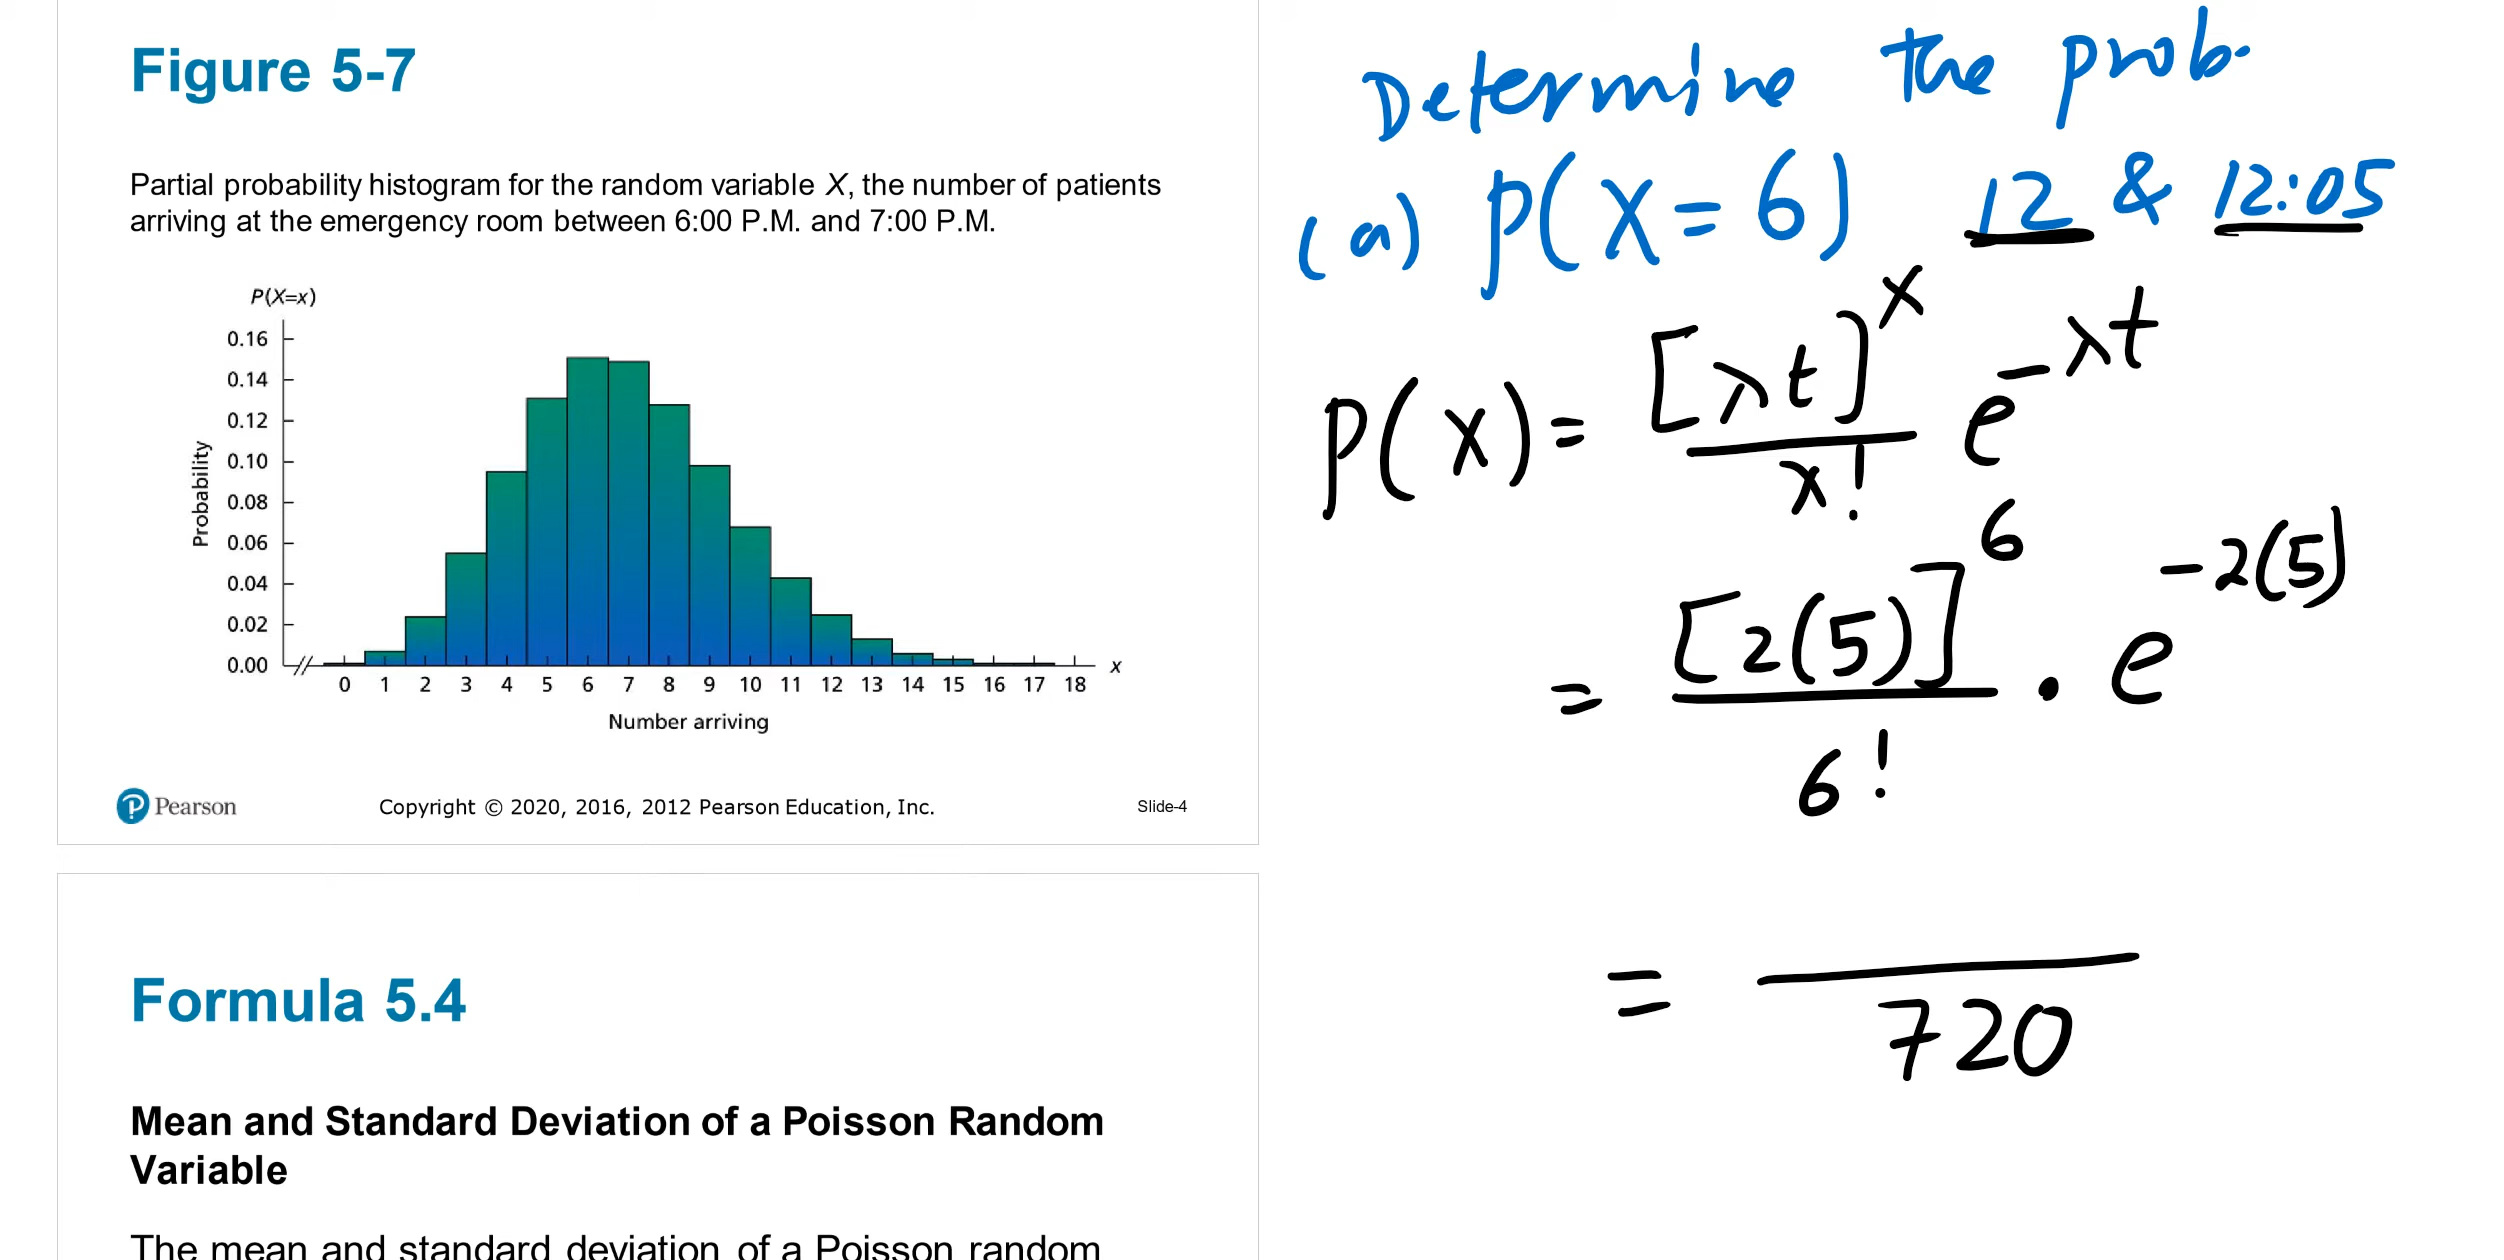 Figure 5-7
Partial probability histogram for the random variable X, the number of patients
arriving at the emergency room between 6:00 P.M. and 7:00 P.M.
P(X=x)
0.16
0.14
0.12
0.10
0.08
0.06
0.04
0.02
0.00
Probability
0 1 2 3 4 5 6 7 8 9 10 11 12 13 14 15 16 17 18 x
Number arriving
Pearson
Copyright © 2020, 2016, 2012 Pearson Education, Inc.
Slide-4
Formula 5.4
Mean and Standard Deviation of a Poisson Random
Variable
The mean and standard deviation of a Poisson random
Determine the prob.
(a) P(X=6) 12 & 12:05
P(x) = [λt]^x / x! e^-λt
= [2(5)]^6 / 6! · e^-2(5)
= / 720